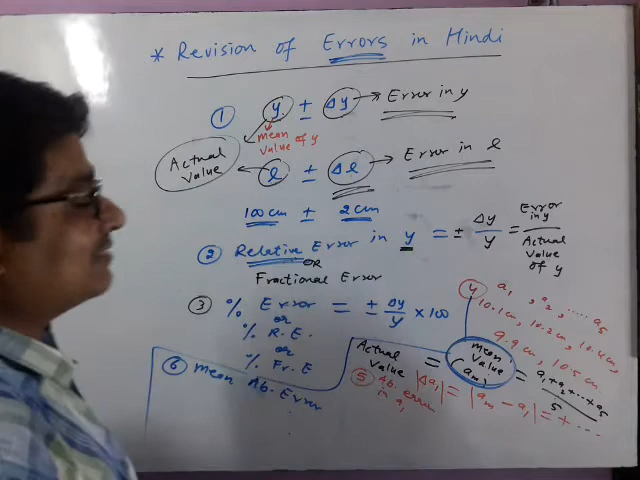 * Revision of Errors in Hindi
① y ± Δy → Error in y
mean value of y
Actual value
l ± Δl → Error in l
100 cm ± 2 cm
② Relative Error in y = ± Δy/y = Error in y / Actual value of y
OR
Fractional Error
③ % Error = ± Δy/y × 100
or
% R.E.
or
% Fr.E
④ a₁, a₂, ..... a₅
10.1 cm, 10.2 cm, 10.4 cm,
9.9 cm, 10.5 cm
Actual value = mean value (aₘ) = a₁+a₂+...+a₅ / 5
⑤ Ab. error in a₁ |Δa₁| = |aₘ - a₁| = + ...
⑥ mean Ab. Error